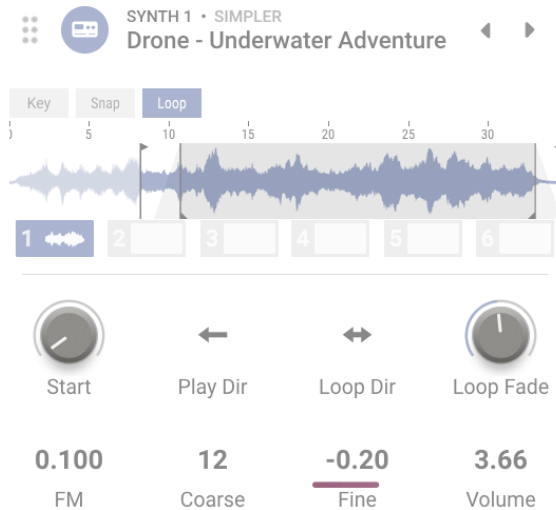 SYNTH 1 • SIMPLER
Drone - Underwater Adventure
Key Snap Loop
0 5 10 15 20 25 30
1 2 3 4 5 6
Start Play Dir Loop Dir Loop Fade
0.100 12 -0.20 3.66
FM Coarse Fine Volume